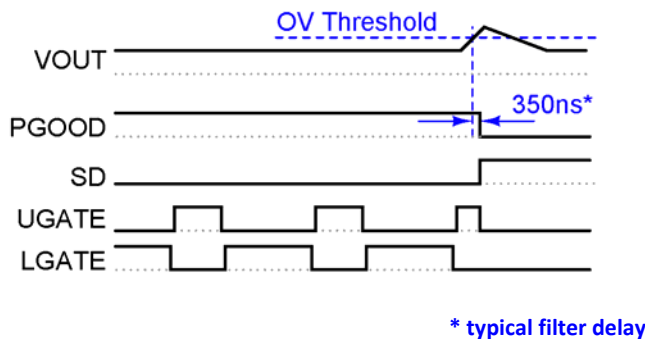 OV Threshold
VOUT
350ns*
PGOOD
SD
UGATE
LGATE
* typical filter delay